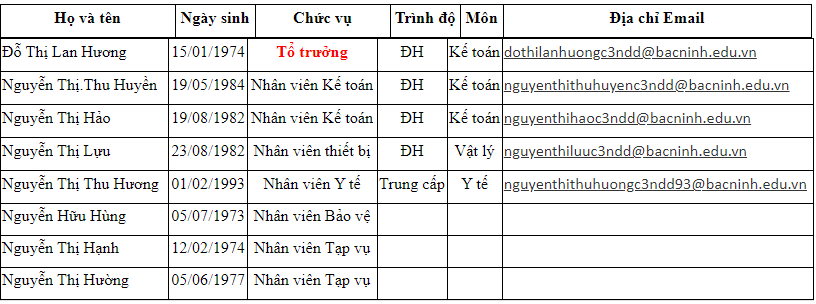 Họ và tên Ngày sinh Chức vụ Trình độ Môn Địa chỉ Email
Đỗ Thị Lan Hương 15/01/1974 Tổ trưởng ĐH Kế toán dothilanhuongc3ndd@bacninh.edu.vn
Nguyễn Thị.Thu Huyền 19/05/1984 Nhân viên Kế toán ĐH Kế toán nguyenthithuhuyenc3ndd@bacninh.edu.vn
Nguyễn Thị Hảo 19/08/1982 Nhân viên Kế toán ĐH Kế toán nguyenthihaoc3ndd@bacninh.edu.vn
Nguyễn Thị Lựu 23/08/1982 Nhân viên thiết bị ĐH Vật lý nguyenthiluuc3ndd@bacninh.edu.vn
Nguyễn Thị Thu Hương 01/02/1993 Nhân viên Y tế Trung cấp Y tế nguyenthithuhuongc3ndd93@bacninh.edu.vn
Nguyễn Hữu Hùng 05/07/1973 Nhân viên Bảo vệ
Nguyễn Thị Hạnh 12/02/1974 Nhân viên Tạp vụ
Nguyễn Thị Hường 05/06/1977 Nhân viên Tạp vụ